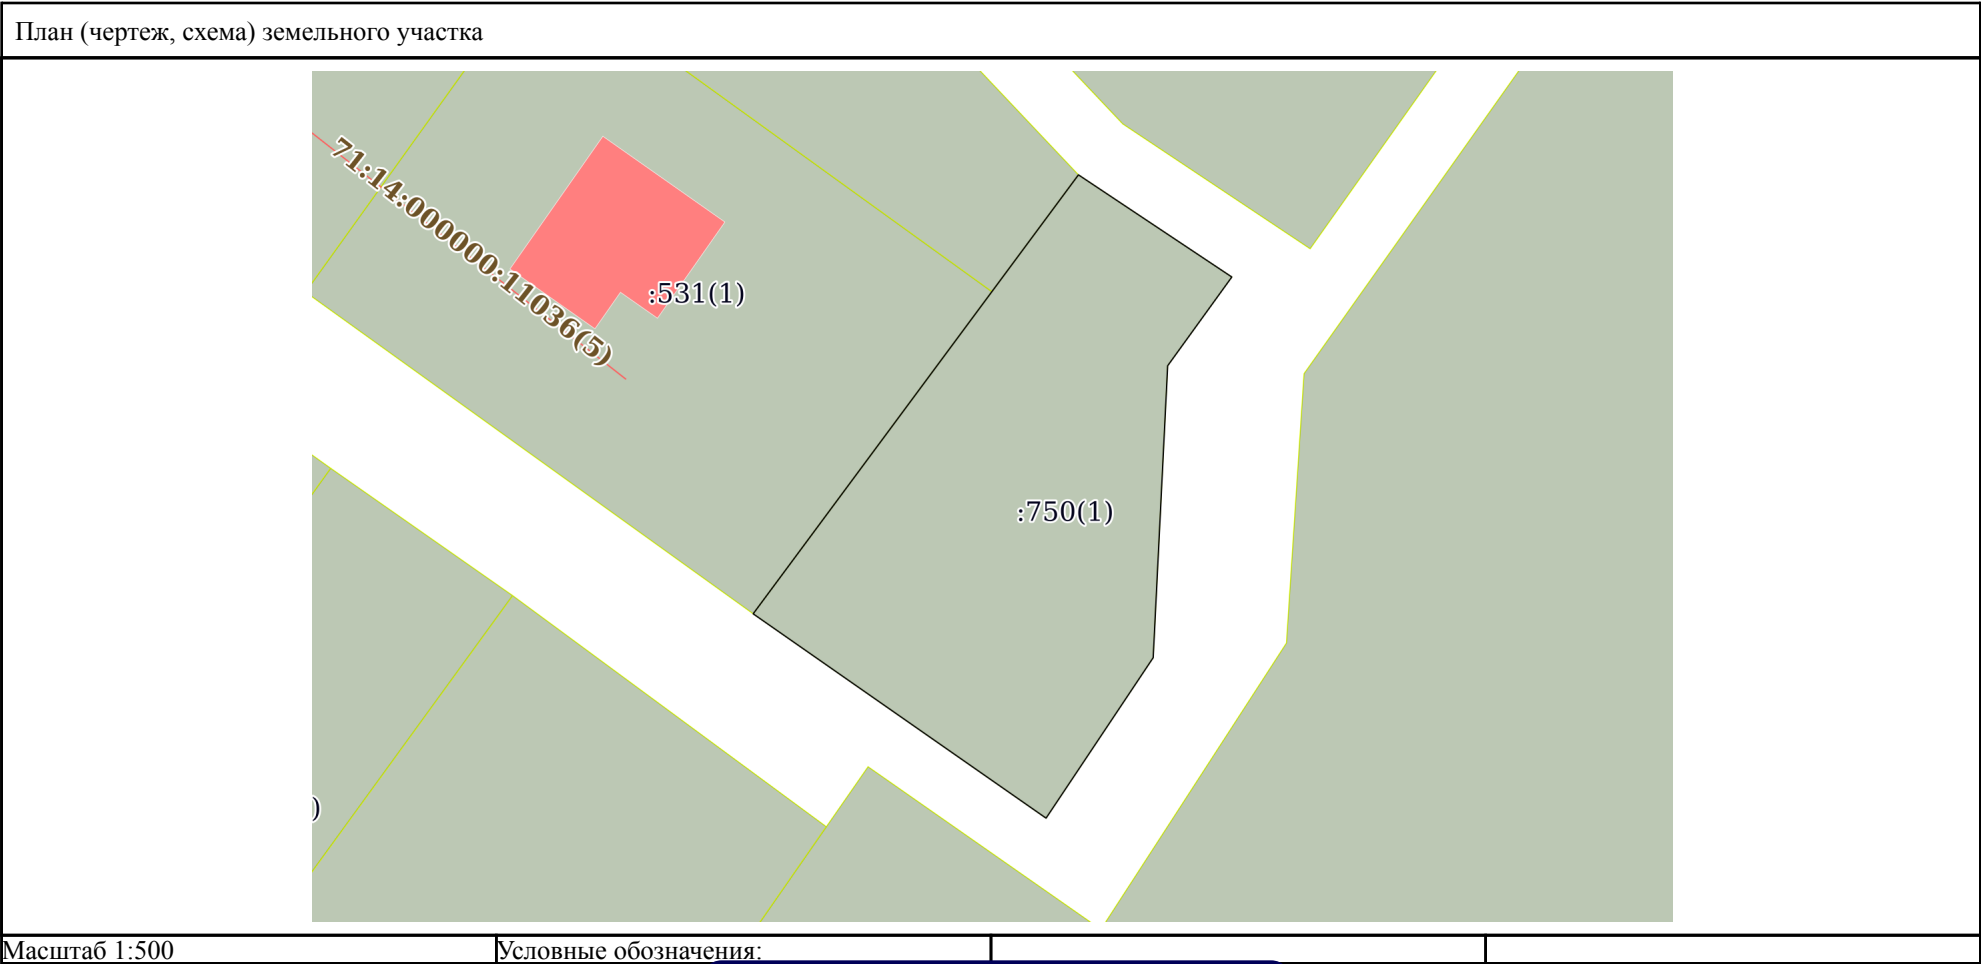 План (чертеж, схема) земельного участка
71:14:000000:11036(5)
:531(1)
:750(1)
)
Масштаб 1:500
Условные обозначения: